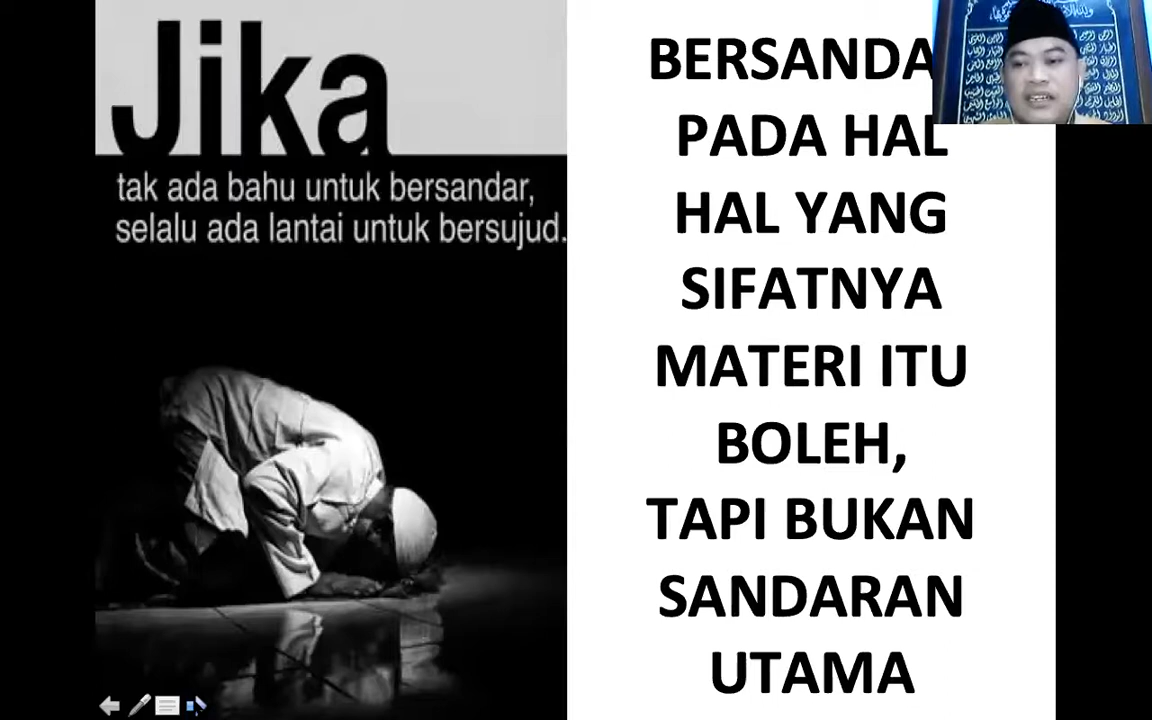 Jika
tak ada bahu untuk bersandar,
selalu ada lantai untuk bersujud.
PADA HAL
HAL YANG
SIFATNYA
MATERI ITU
BOLEH,
TAPI BUKAN
SANDARAN
UTAMA